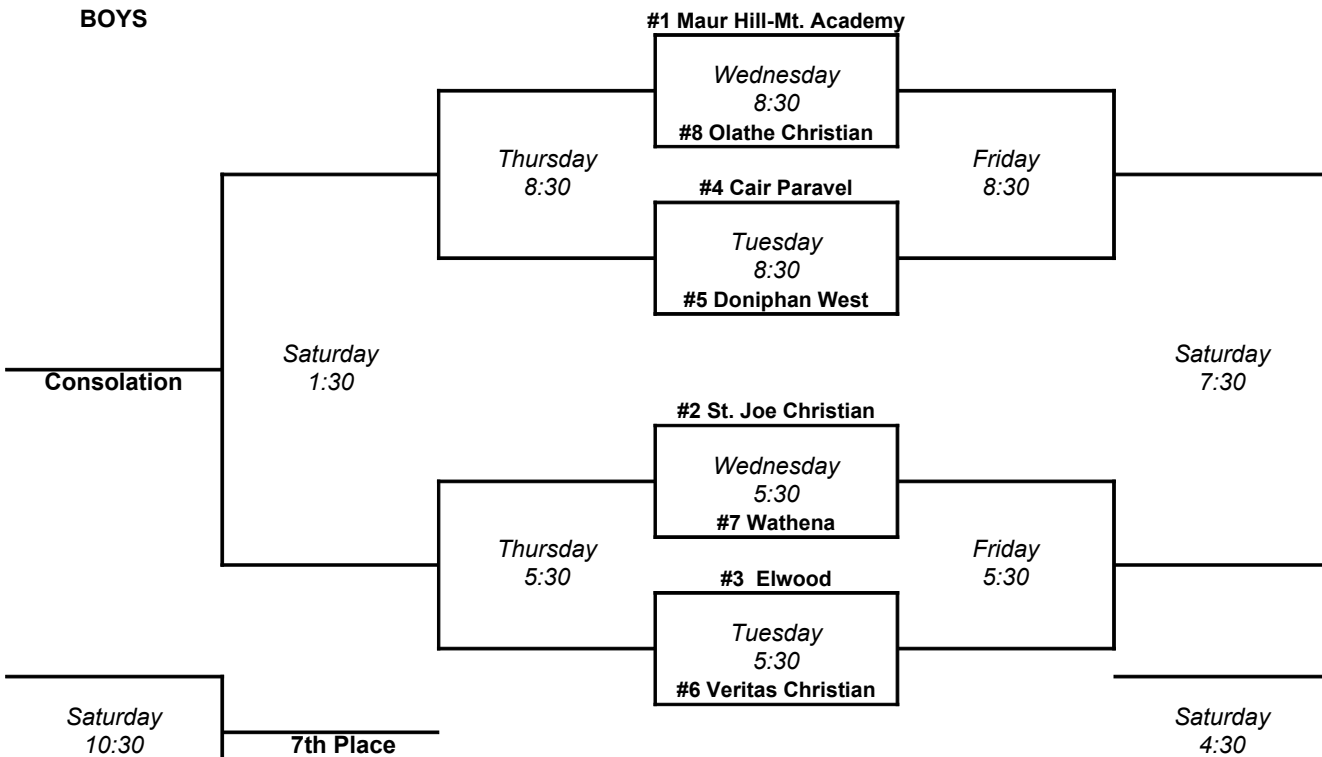 BOYS
#1 Maur Hill-Mt. Academy
Wednesday
8:30
#8 Olathe Christian
Thursday
8:30
Friday
8:30
#4 Cair Paravel
Tuesday
8:30
#5 Doniphan West
Saturday
1:30
Consolation
Saturday
7:30
#2 St. Joe Christian
Wednesday
5:30
#7 Wathena
Thursday
5:30
Friday
5:30
#3 Elwood
Tuesday
5:30
#6 Veritas Christian
Saturday
10:30
7th Place
Saturday
4:30